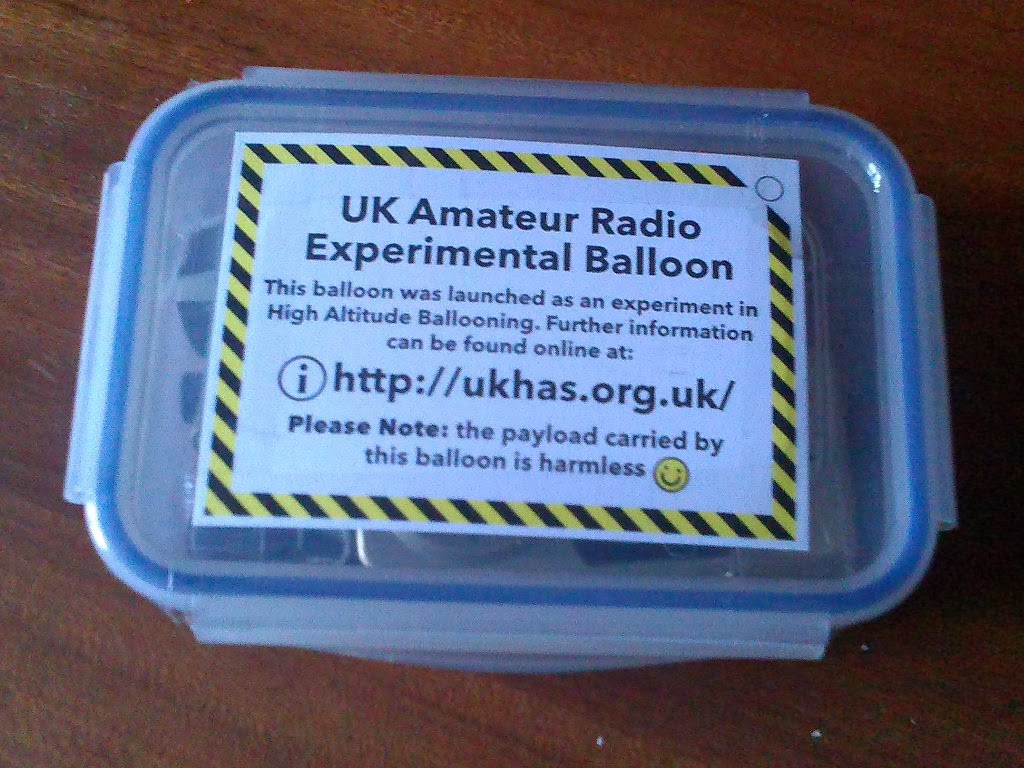 UK Amateur Radio
Experimental Balloon
This balloon was launched as an experiment in
High Altitude Ballooning. Further information
can be found online at:
i http://ukhas.org.uk/
Please Note: the payload carried by
this balloon is harmless